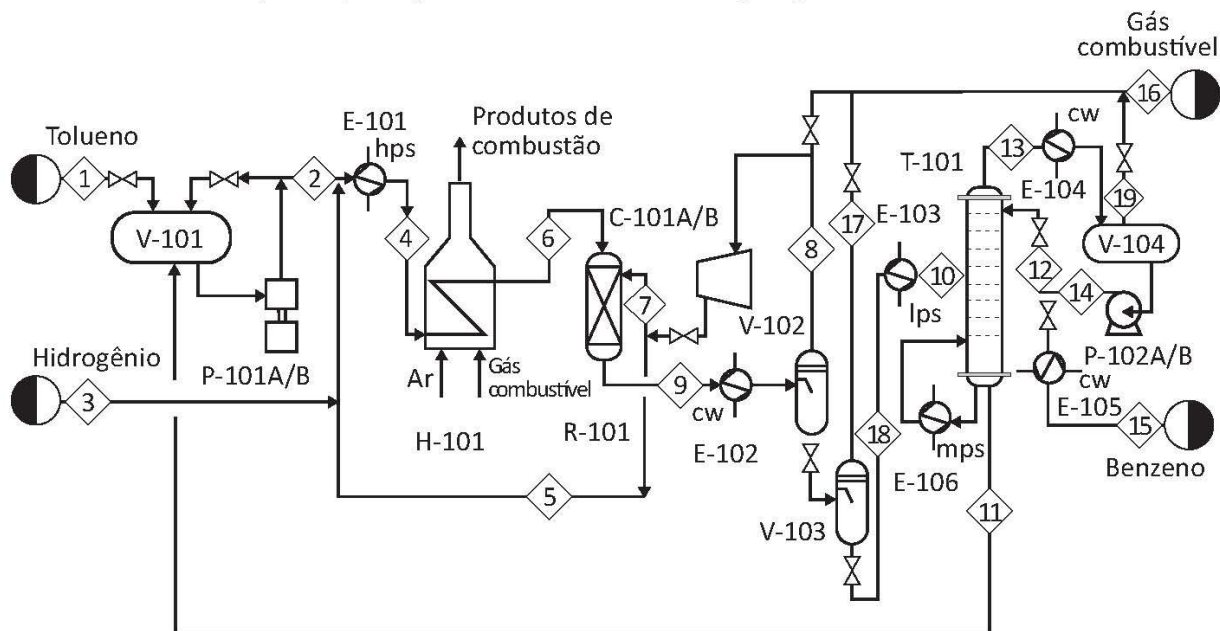 Gás
combustível
16
Produtos de
combustão
E-101
hps
cw
Tolueno
T-101
13
1
2
E-104
C-101A/B
17
19
E-103
V-101
4
6
8
V-104
10
12
14
7
lps
V-102
Hidrogênio
P-101A/B
Ar
Gás
combustível
P-102A/B
cw
3
9
cw
E-105
H-101
R-101
E-102
18
mps
15
E-106
Benzeno
5
11
V-103